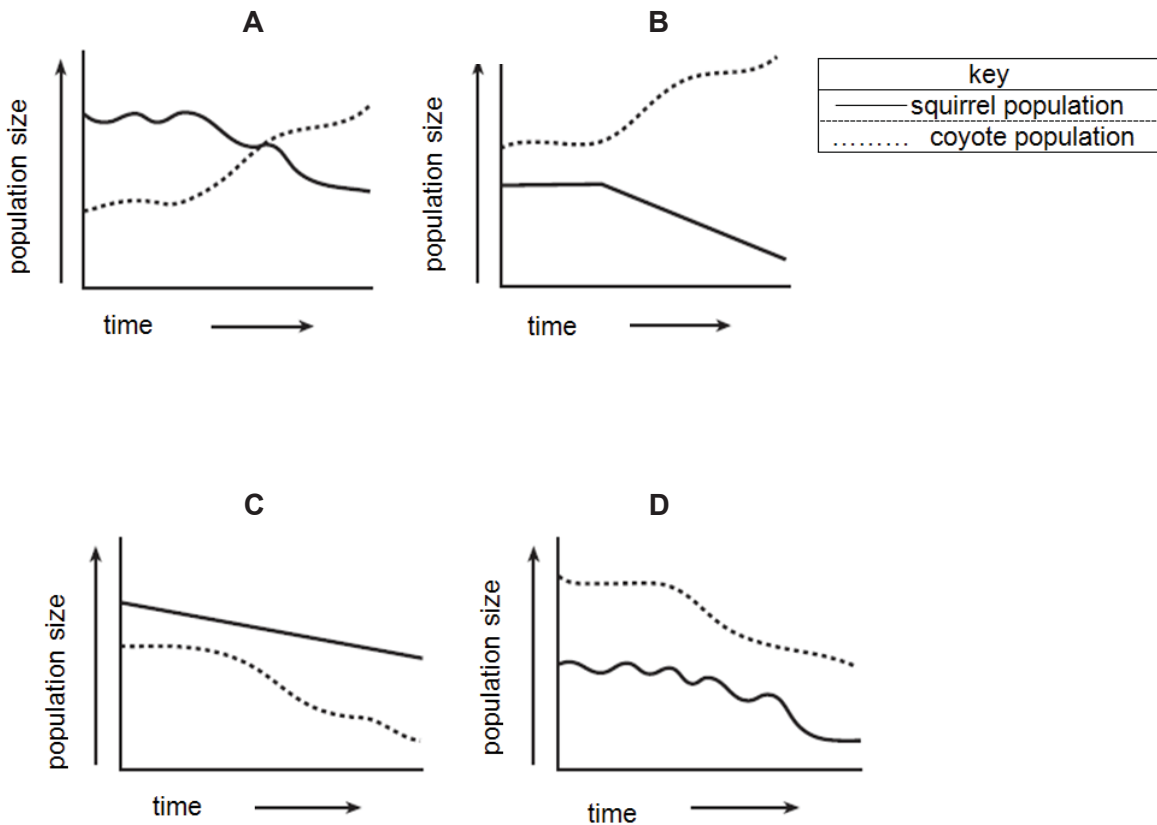 A
B
population size
time
population size
time
key
squirrel population
coyote population
C
D
population size
time
population size
time